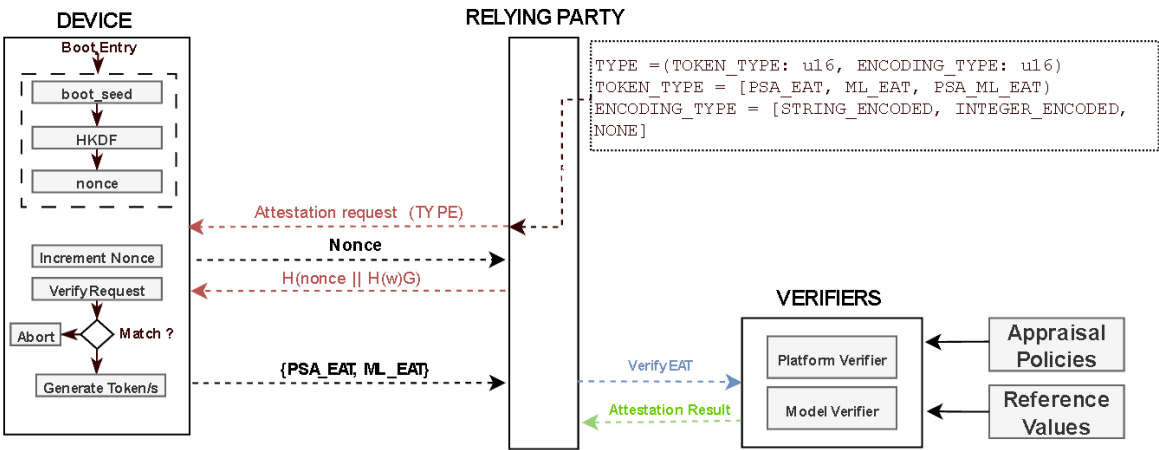 DEVICE
RELYING PARTY
Boot Entry
boot_seed
HKDF
nonce
TYPE =(TOKEN_TYPE: u16, ENCODING_TYPE: u16)
TOKEN_TYPE = [PSA_EAT, ML_EAT, PSA_ML_EAT)
ENCODING_TYPE = [STRING_ENCODED, INTEGER_ENCODED,
NONE]
Attestation request (TYPE)
Nonce
Increment Nonce
H(nonce || H(w)G)
Verify Request
Match ?
Abort
Generate Token/s
{PSA_EAT, ML_EAT}
VERIFIERS
Platform Verifier
Model Verifier
Appraisal
Policies
Reference
Values
Verify EAT
Attestation Result